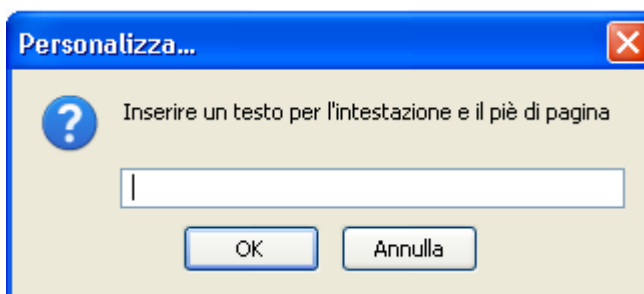 Personalizza...
Inserire un testo per l'intestazione e il piè di pagina
OK
Annulla